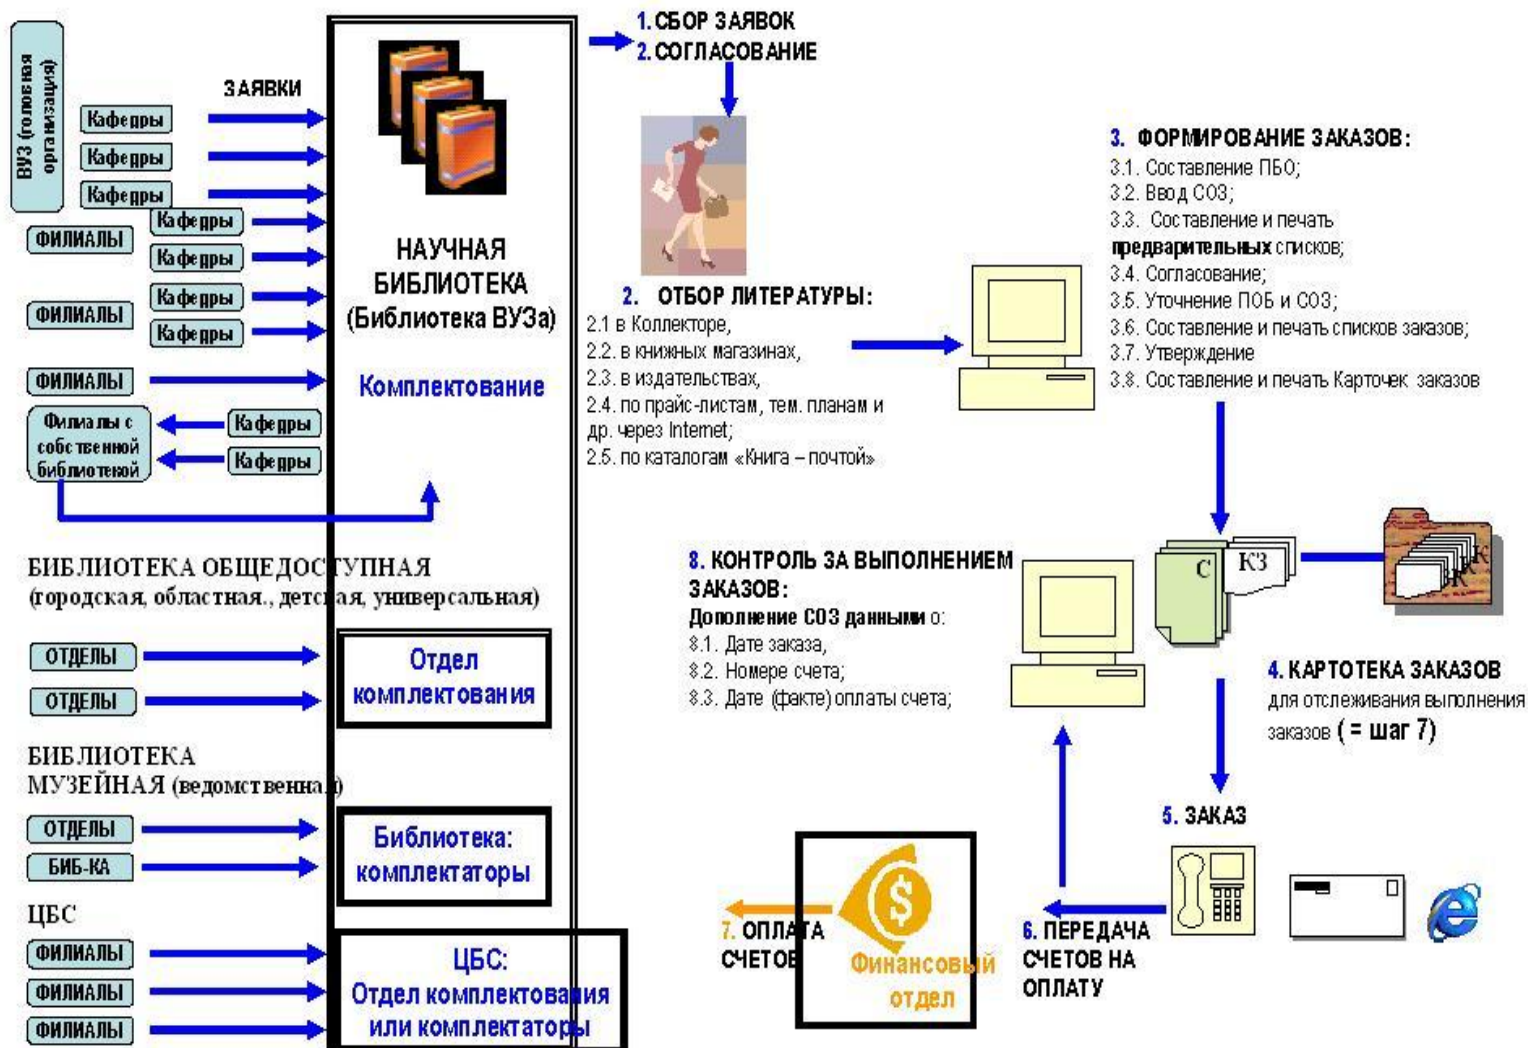 ВУЗ (головная
организация)
ЗАЯВКИ
Кафедры
Кафедры
Кафедры
ФИЛИАЛЫ
Кафедры
Кафедры
ФИЛИАЛЫ
Кафедры
Кафедры
ФИЛИАЛЫ
Филиалы с
собственной
библиотекой
Кафедры
Кафедры
НАУЧНАЯ
БИБЛИОТЕКА
(Библиотека ВУЗа)
Комплектование
БИБЛИОТЕКА ОБЩЕДОСТУПНАЯ
(городская, областная., детская, универсальная)
ОТДЕЛЫ
ОТДЕЛЫ
Отдел
комплектования
БИБЛИОТЕКА
МУЗЕЙНАЯ (ведомственная)
ОТДЕЛЫ
БИБ-КА
Библиотека:
комплектаторы
ЦБС
ФИЛИАЛЫ
ФИЛИАЛЫ
ФИЛИАЛЫ
ЦБС:
Отдел комплектования
или комплектаторы
1. СБОР ЗАЯВОК
2. СОГЛАСОВАНИЕ
2. ОТБОР ЛИТЕРАТУРЫ:
2.1 в Коллекторе,
2.2. в книжных магазинах,
2.3. в издательствах,
2.4. по прайс-листам, тем. планам и
др. через Internet;
2.5. по каталогам «Книга – почтой»
3. ФОРМИРОВАНИЕ ЗАКАЗОВ:
3.1. Составление ПБО;
3.2. Ввод СОЗ;
3.3. Составление и печать
предварительных списков;
3.4. Согласование;
3.5. Уточнение ПОБ и СОЗ;
3.6. Составление и печать списков заказов;
3.7. Утверждение
3.8. Составление и печать Карточек заказов
С
КЗ
К
К
К
4. КАРТОТЕКА ЗАКАЗОВ
для отслеживания выполнения
заказов ( = шаг 7)
5. ЗАКАЗ
6. ПЕРЕДАЧА
СЧЕТОВ НА
ОПЛАТУ
7. ОПЛАТА
СЧЕТОВ
$
Финансовый
отдел
8. КОНТРОЛЬ ЗА ВЫПОЛНЕНИЕМ
ЗАКАЗОВ:
Дополнение СОЗ данными о:
8.1. Дате заказа,
8.2. Номере счета;
8.3. Дате (факте) оплаты счета;